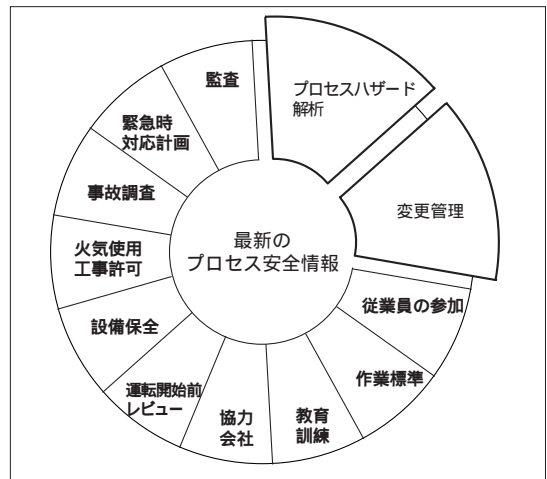 監査
プロセスハザード
解析
変更管理
従業員の参加
作業標準
教育
訓練
協力
会社
運転開始前
レビュー
設備保全
火気使用
工事許可
事故調査
緊急時
対応計画
最新の
プロセス安全情報